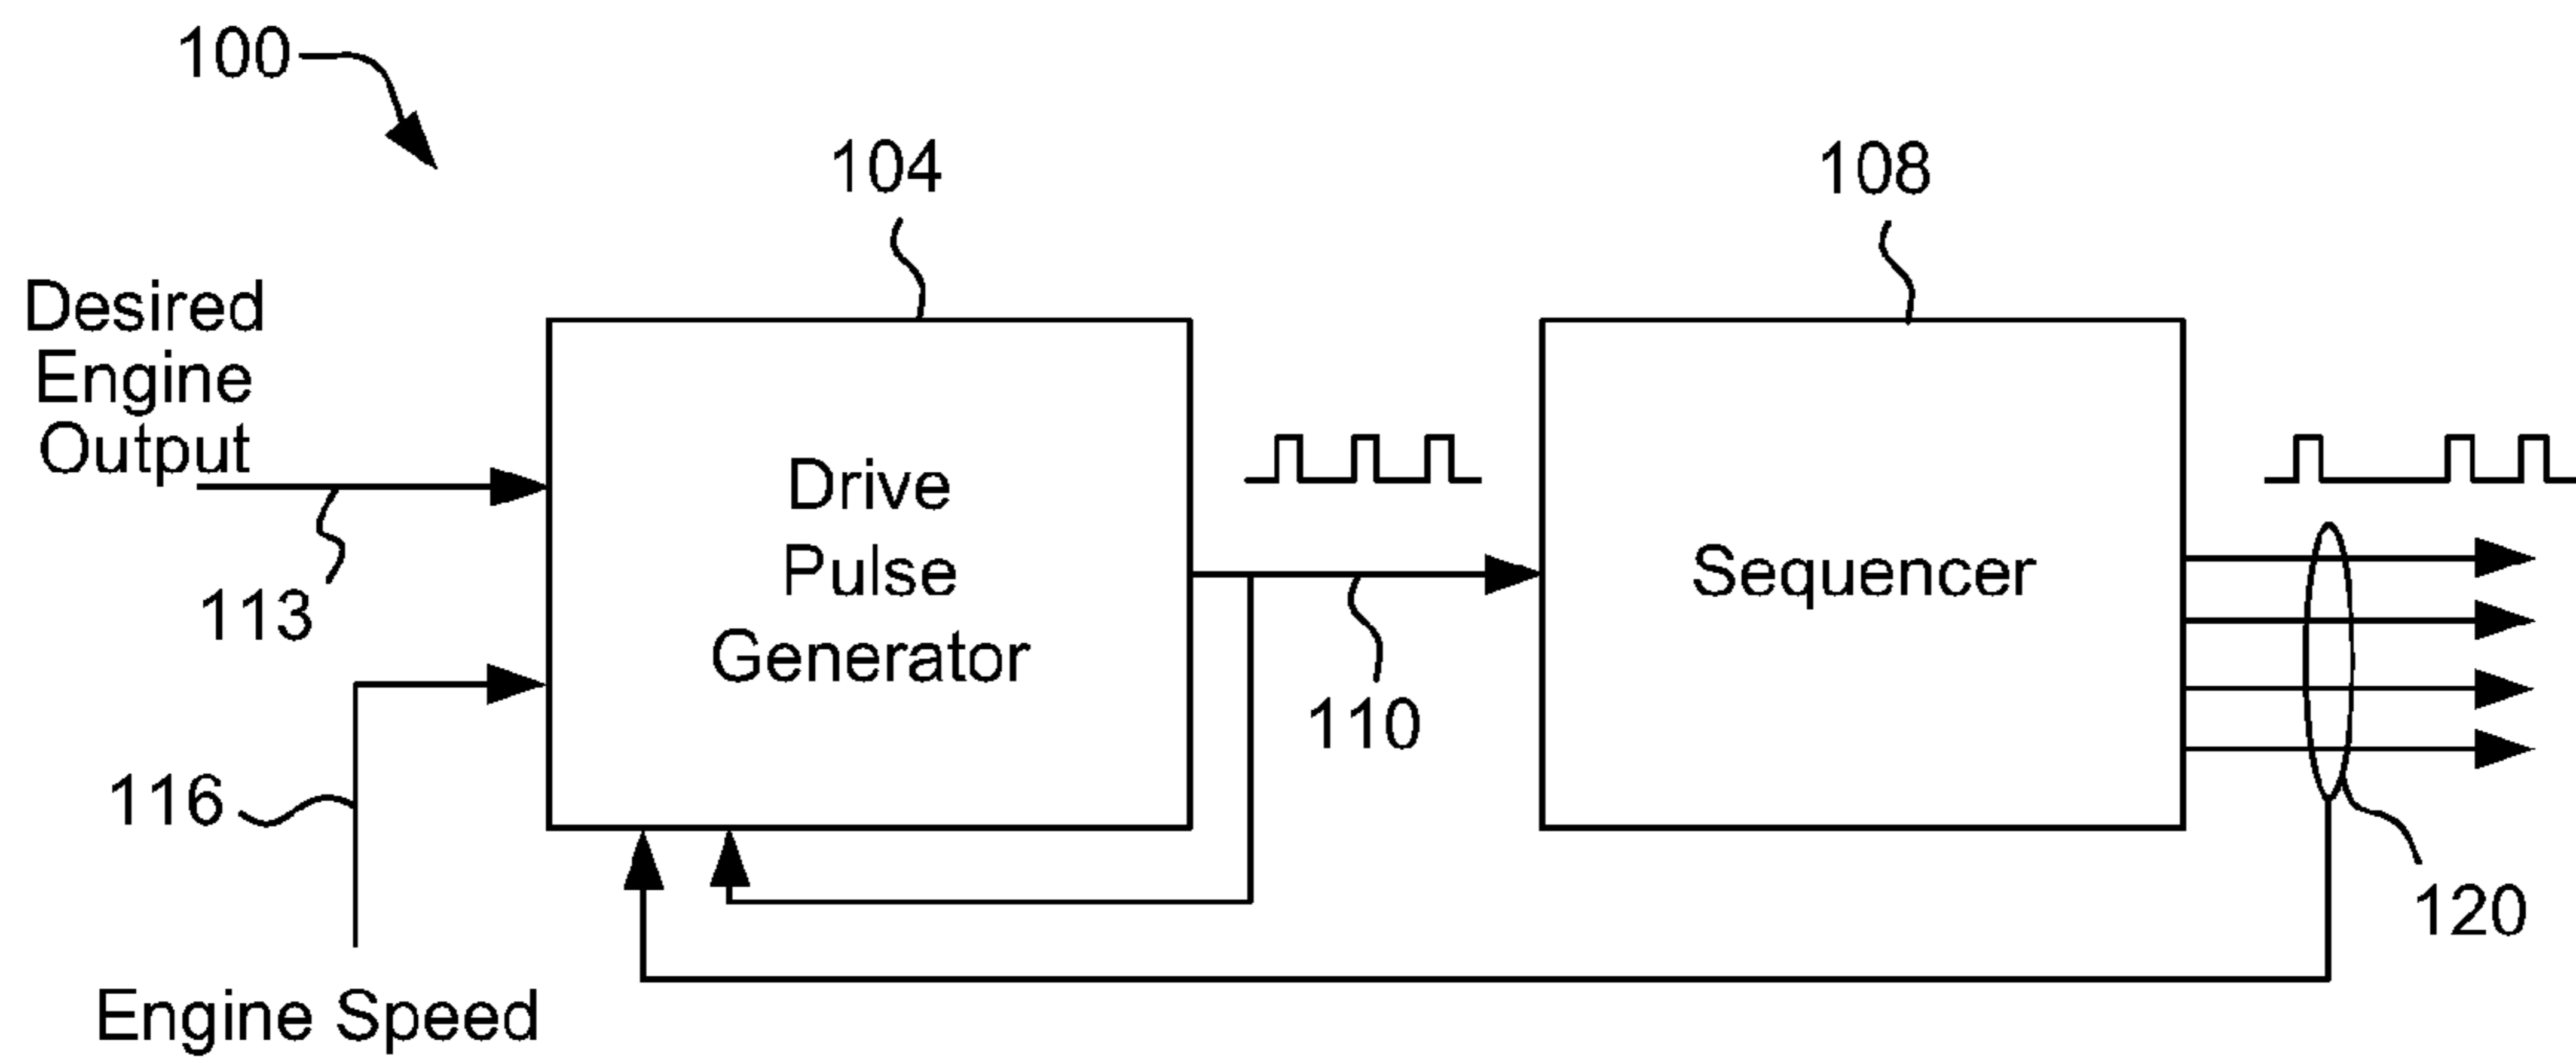 100
104
108
Desired
Engine
Output
Drive
Pulse
Generator
Sequencer
113
110
116
120
Engine Speed